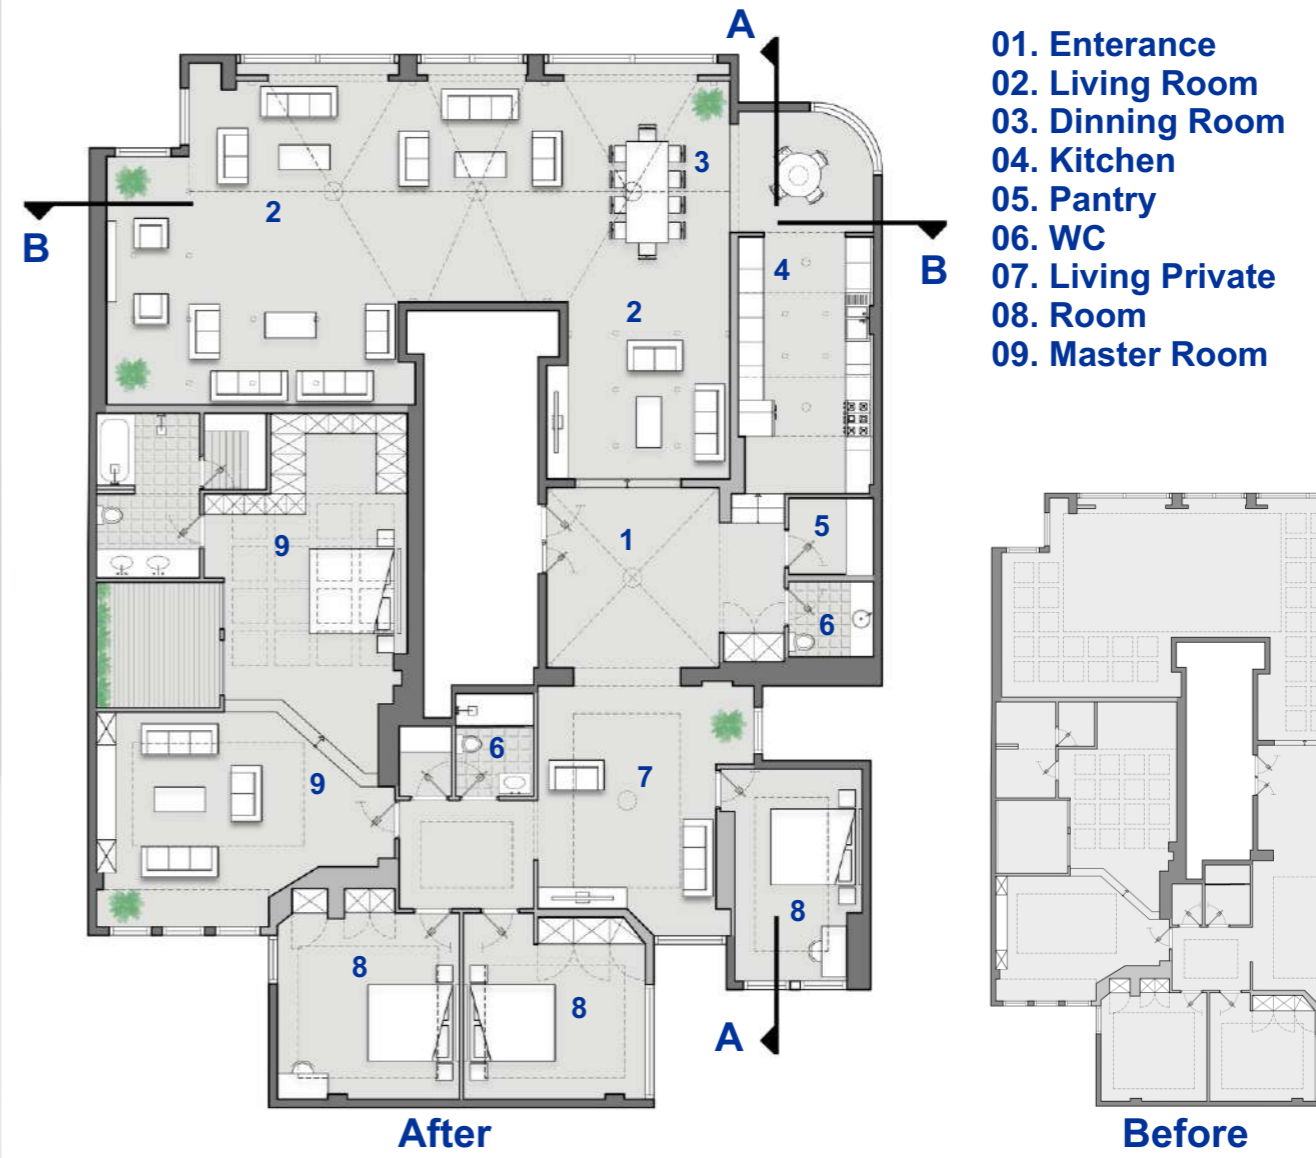 A
01. Enterance
02. Living Room
03. Dinning Room
04. Kitchen
05. Pantry
06. WC
07. Living Private
08. Room
09. Master Room
3
2
B
4
B
2
5
1
9
6
6
7
9
8
8
8
A
After
Before